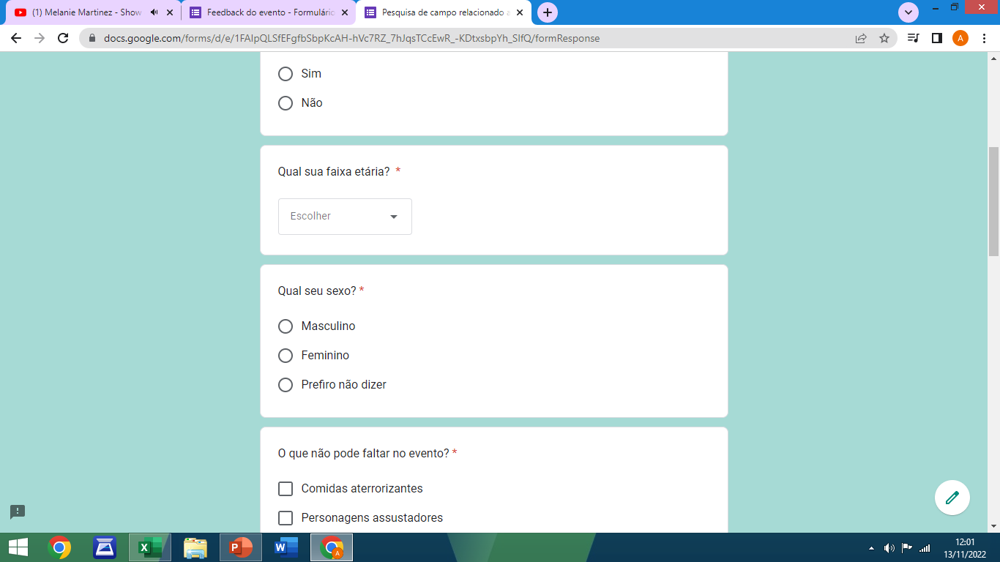 (1) Melanie Martinez - Show
Feedback do evento - Formulário
Pesquisa de campo relacionado a
docs.google.com/forms/d/e/1FAIpQLSfEFgfbSbpKcAH-hVc7RZ_7hJqsTCcEwR_-KDtxsbpYh_SIfQ/formResponse
A
Sim
Não
Qual sua faixa etária? *
Escolher
Qual seu sexo? *
Masculino
Feminino
Prefiro não dizer
O que não pode faltar no evento? *
Comidas aterrorizantes
Personagens assustadores
X
P
W
A
12:01
13/11/2022